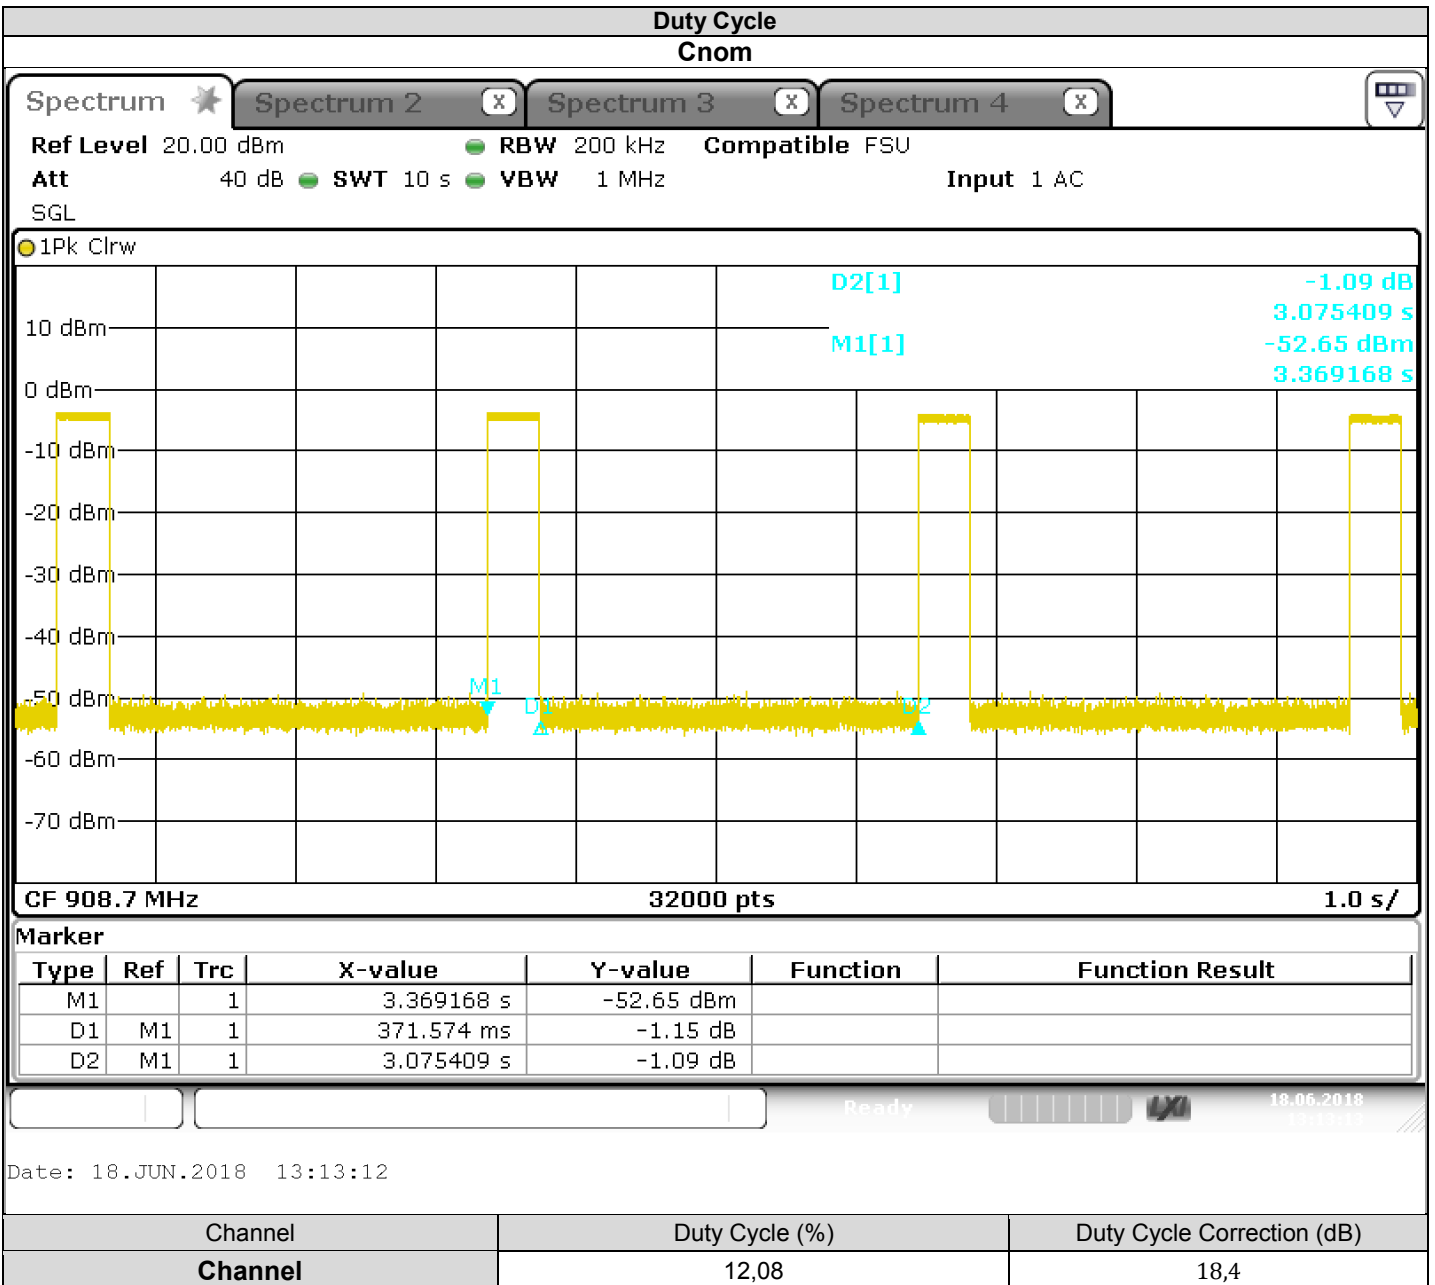 Duty Cycle
Cnom
Spectrum Spectrum 2 X Spectrum 3 X Spectrum 4 X
Ref Level 20.00 dBm RBW 200 kHz Compatible FSU
Att 40 dB SWT 10 s VBW 1 MHz Input 1 AC
SGL
1Pk Clrw
D2[1] -1.09 dB
3.075409 s
10 dBm
M1[1] -52.65 dBm
3.369168 s
0 dBm
-10 dBm
-20 dBm
-30 dBm
-40 dBm
M1
-50 dBm D1 D2
-60 dBm
-70 dBm
CF 908.7 MHz 32000 pts 1.0 s/
Marker
Type Ref Trc X-value Y-value Function Function Result
M1 1 3.369168 s -52.65 dBm
D1 M1 1 371.574 ms -1.15 dB
D2 M1 1 3.075409 s -1.09 dB
Ready LXI 18.06.2018
13:13:13
Date: 18.JUN.2018 13:13:12
Channel Duty Cycle (%) Duty Cycle Correction (dB)
Channel 12,08 18,4